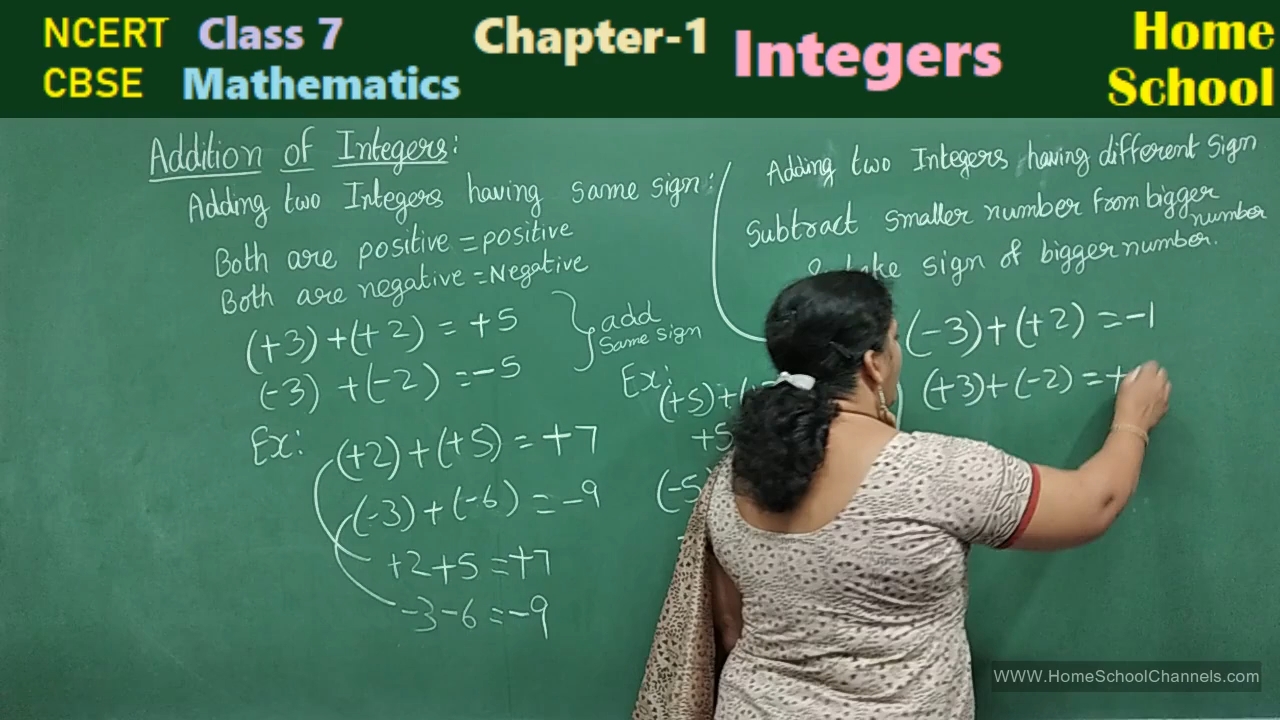 NCERT Class 7 Chapter-1 Integers Home
CBSE Mathematics School
Addition of Integers:
Adding two Integers having same sign:
Both are positive = positive
Both are negative = Negative
(+3) + (+2) = +5
(-3) + (-2) = -5
add
Same sign
Ex:
(+2) + (+5) = +7
(-3) + (-6) = -9
+2+5 = +7
-3-6 = -9
Adding two Integers having different sign
Subtract smaller number from bigger
number
take sign of bigger number.
(-3) + (+2) = -1
(+3) + (-2) = +
Ex:
(+5) +
+5
(-5
WWW.HomeSchoolChannels.com